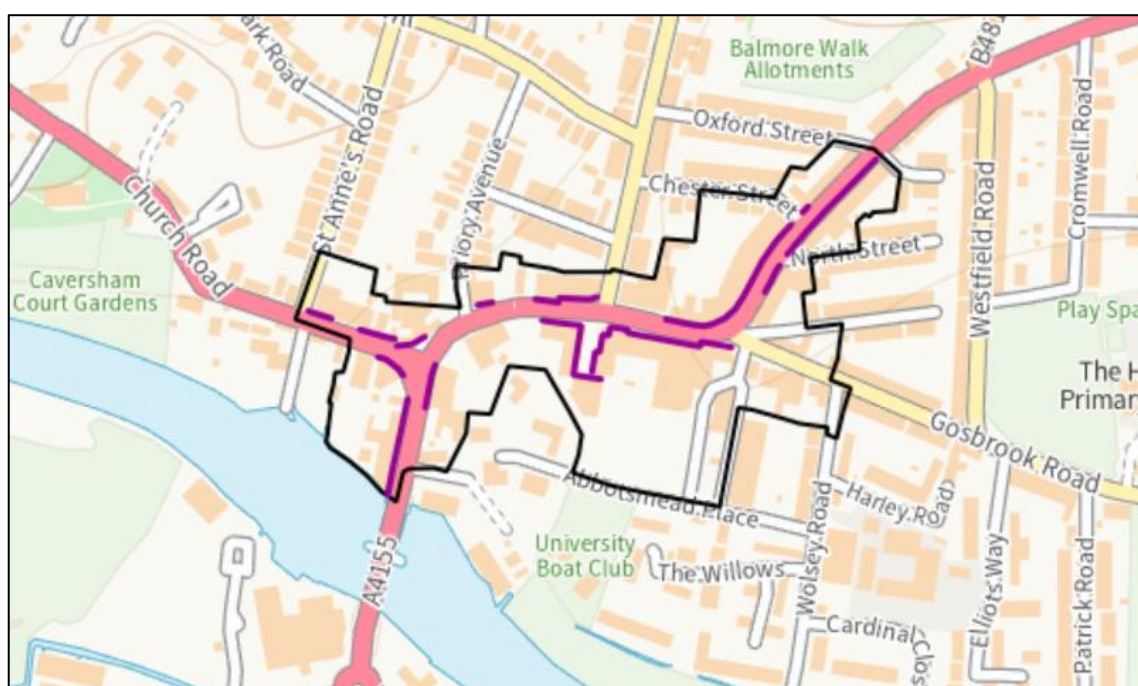 Balmore Walk
Allotments
B481
ark Road
St Anne's Road
Oxford Street
Priory Avenue
Chester Street
Church Road
North Street
Westfield Road
Cromwell Road
Caversham
Court Gardens
Play Spa
The H
Primar
Gosbrook Road
Abbotsmead Place
Harley Road
University
Boat Club
A4155
The Willows
Wolsey Road
Elliots Way
Patrick Road
Cardinal Clos